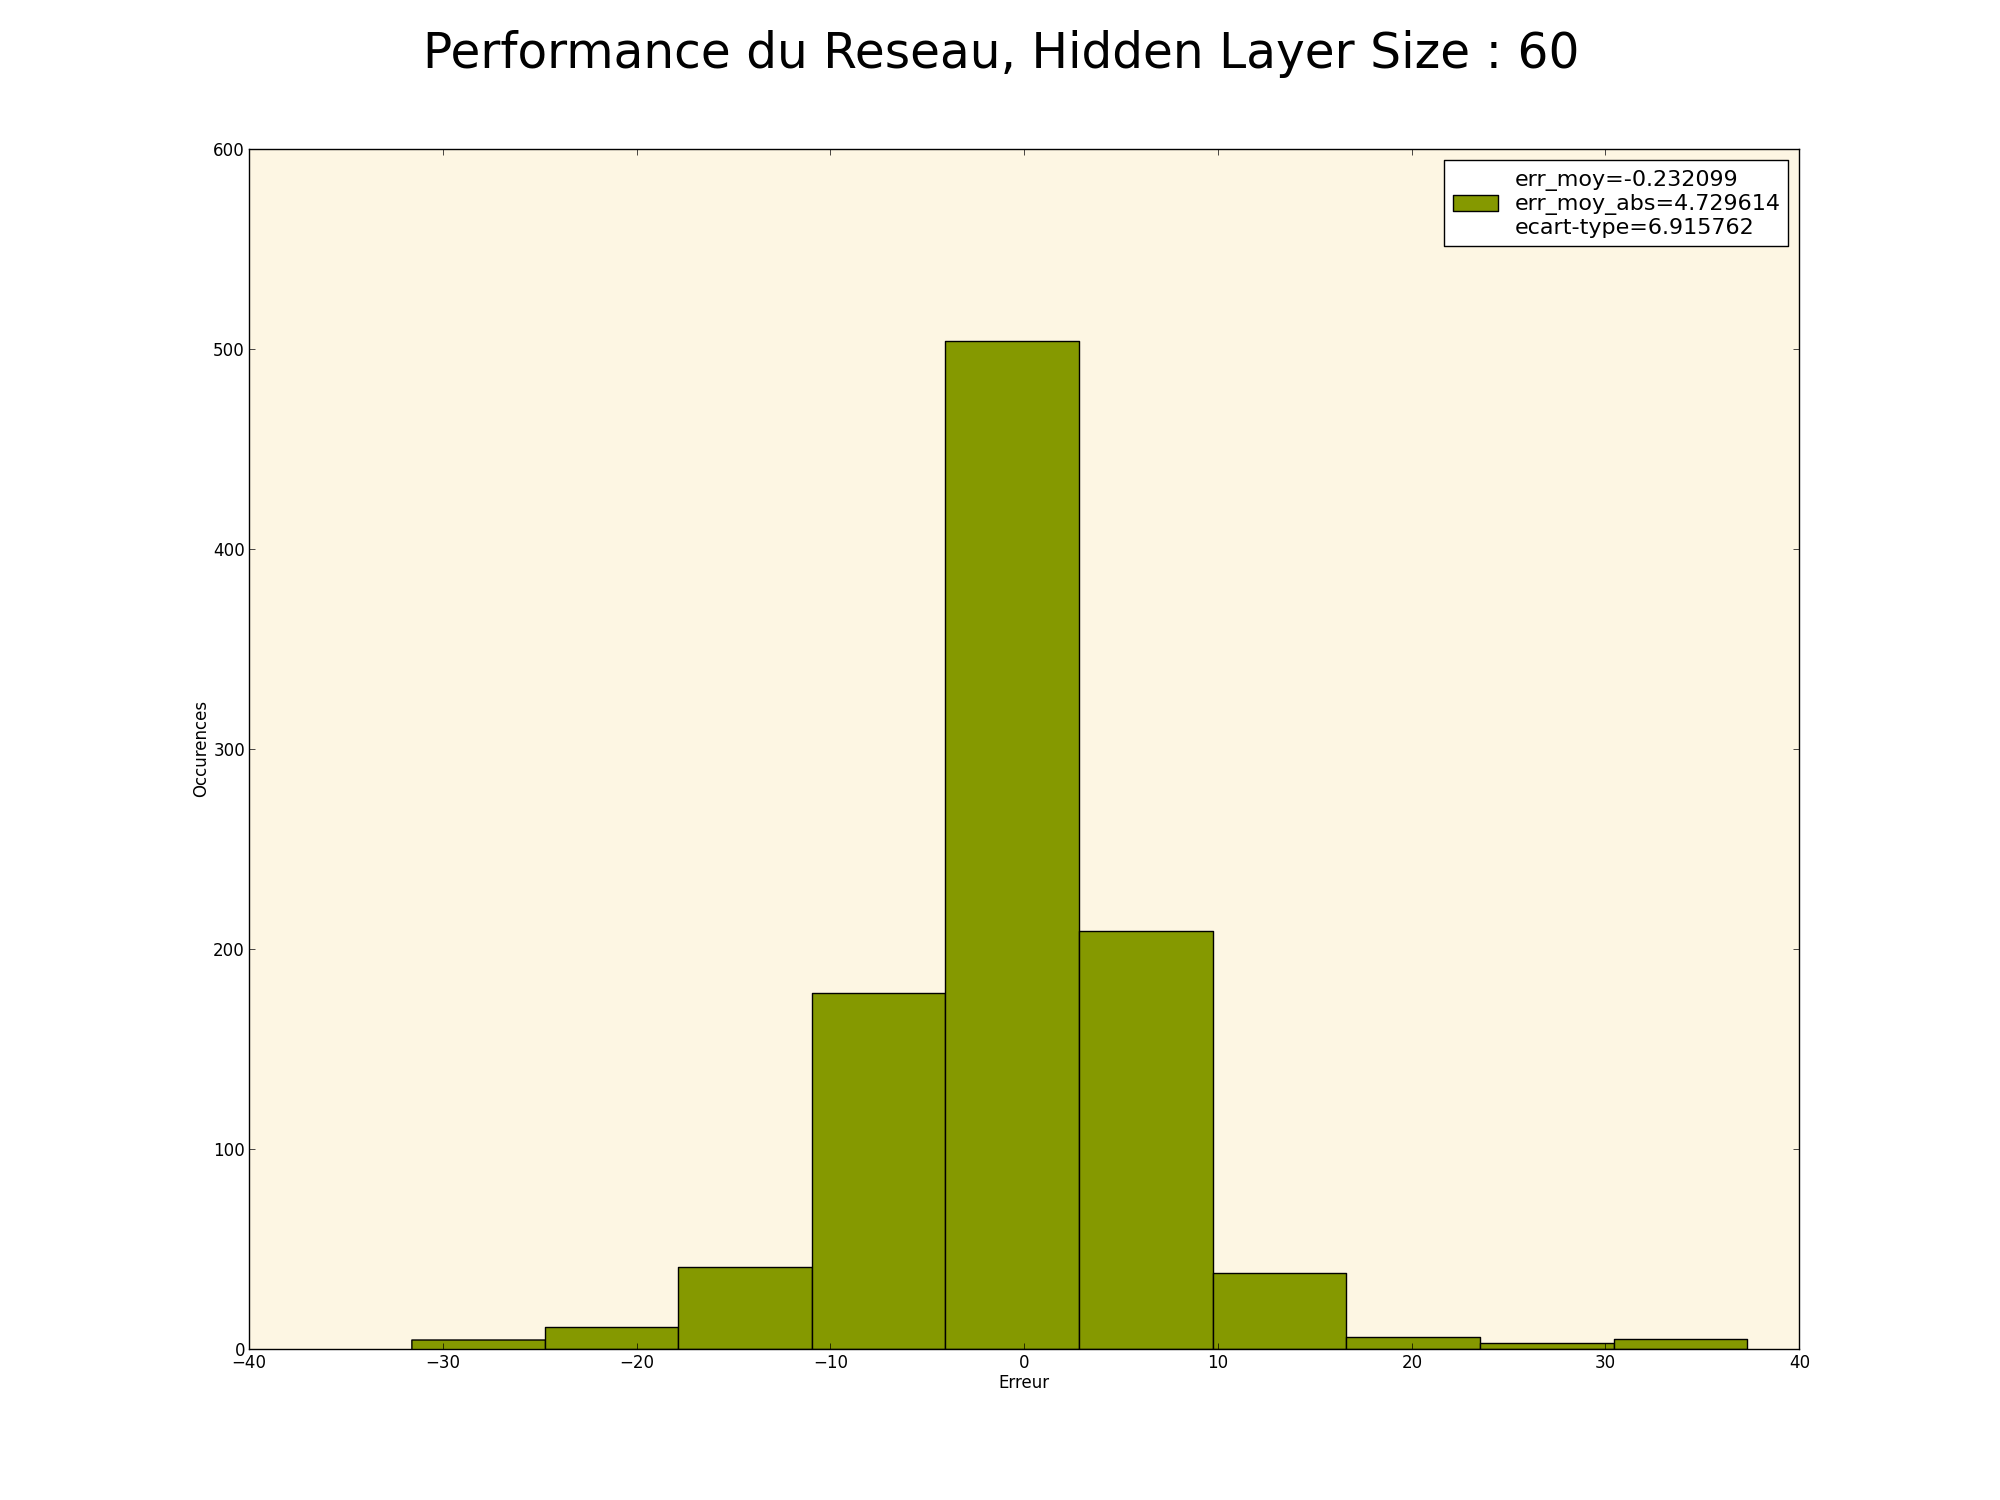 Performance du Reseau, Hidden Layer Size : 60
600
500
400
300
200
100
0
Occurences
err_moy=-0.232099
err_moy_abs=4.729614
ecart-type=6.915762
−40 −30 −20 −10 0 10 20 30 40
Erreur